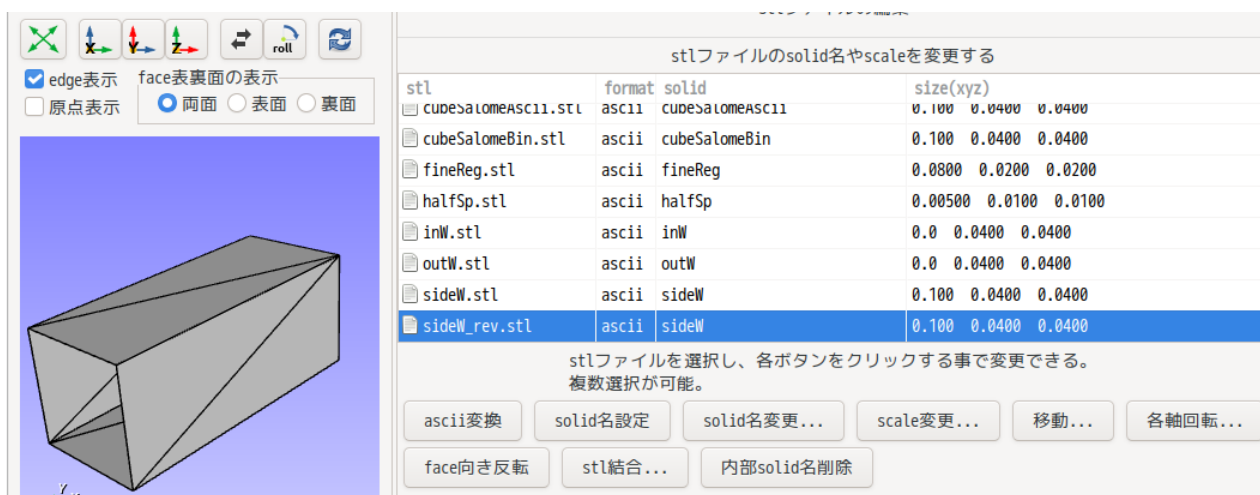 X Y Z roll
edge表示 face表裏面の表示
原点表示 両面 表面 裏面
Y
stlファイルのsolid名やscaleを変更する
stl format solid size(xyz)
cubeSalomeAscii.stl ascii cubeSalomeAscii 0.100 0.0400 0.0400
cubeSalomeBin.stl ascii cubeSalomeBin 0.100 0.0400 0.0400
fineReg.stl ascii fineReg 0.0800 0.0200 0.0200
halfSp.stl ascii halfSp 0.00500 0.0100 0.0100
inW.stl ascii inW 0.0 0.0400 0.0400
outW.stl ascii outW 0.0 0.0400 0.0400
sideW.stl ascii sideW 0.100 0.0400 0.0400
sideW_rev.stl ascii sideW 0.100 0.0400 0.0400
stlファイルを選択し、各ボタンをクリックする事で変更できる。
複数選択が可能。
ascii変換 solid名設定 solid名変更... scale変更... 移動... 各軸回転...
face向き反転 stl結合... 内部solid名削除